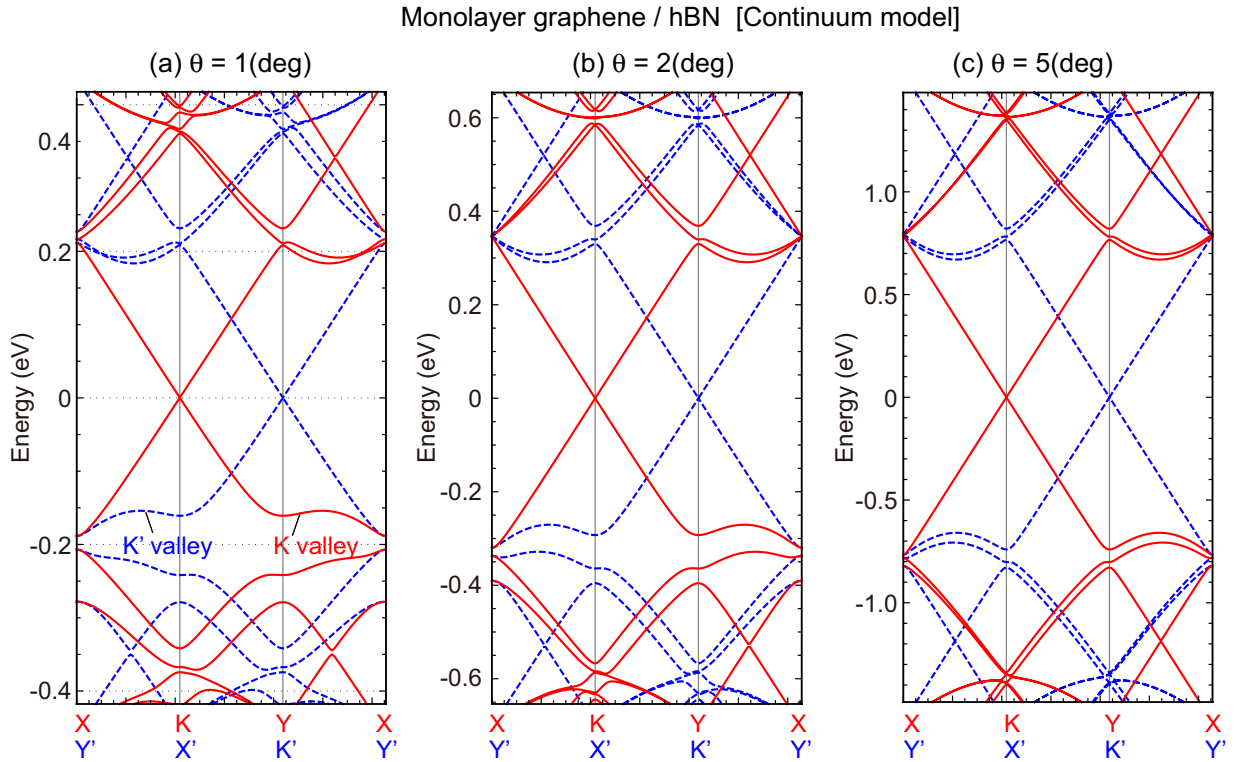 Monolayer graphene / hBN [Continuum model]
(a) θ = 1(deg)
(b) θ = 2(deg)
(c) θ = 5(deg)
Energy (eV)
0.4
0.2
0
-0.2
-0.4
K' valley
K valley
X K Y X
Y' X' K' Y'
Energy (eV)
0.6
0.4
0.2
0
-0.2
-0.4
-0.6
X K Y X
Y' X' K' Y'
Energy (eV)
1.0
0.5
0
-0.5
-1.0
X K Y X
Y' X' K' Y'